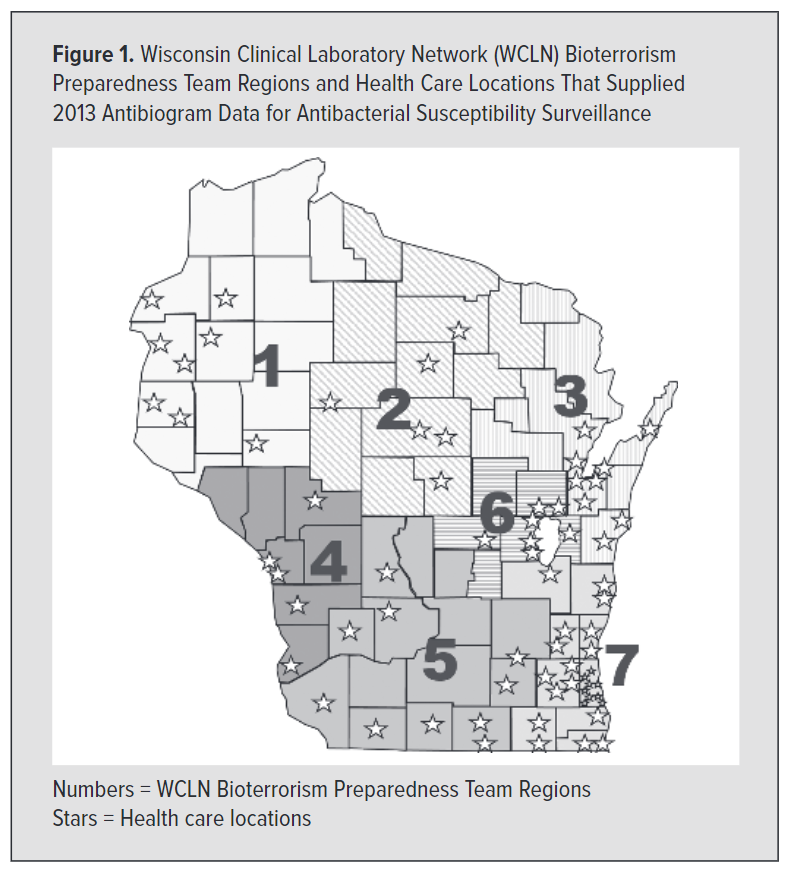 Figure 1. Wisconsin Clinical Laboratory Network (WCLN) Bioterrorism
Preparedness Team Regions and Health Care Locations That Supplied
2013 Antibiogram Data for Antibacterial Susceptibility Surveillance
1
2
3
6
4
5
7
Numbers = WCLN Bioterrorism Preparedness Team Regions
Stars = Health care locations